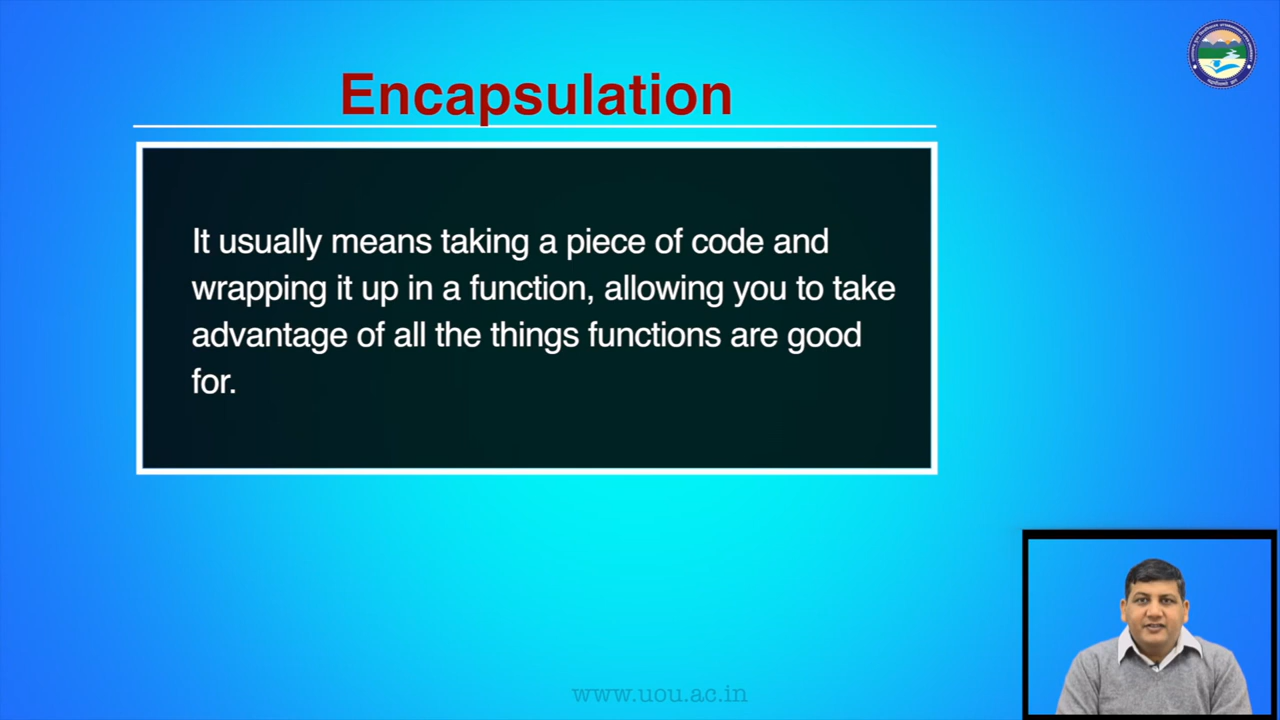 Encapsulation
It usually means taking a piece of code and
wrapping it up in a function, allowing you to take
advantage of all the things functions are good
for.
www.uou.ac.in